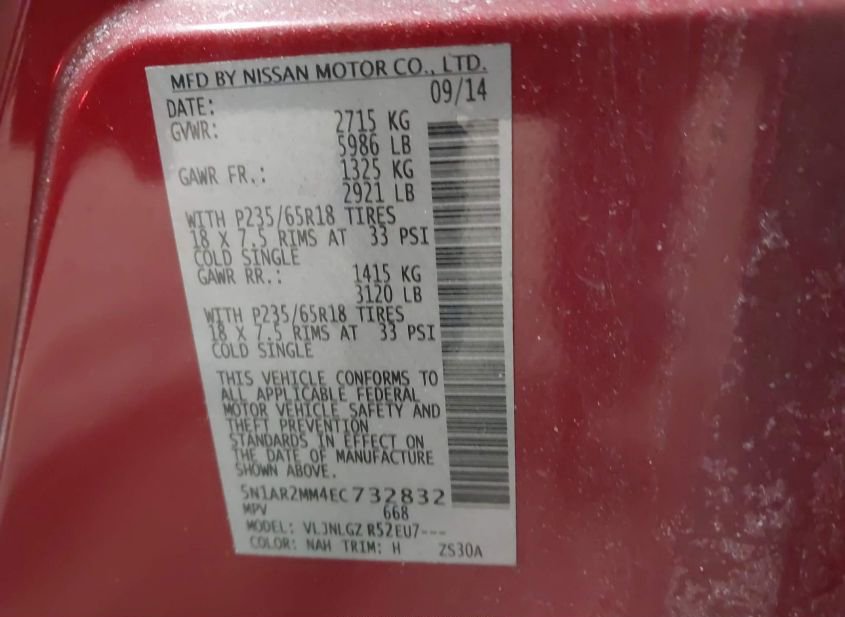 MFD BY NISSAN MOTOR CO., LTD.
DATE: 09/14
GVWR: 2715 KG
5986 LB
GAWR FR.: 1325 KG
2921 LB
WITH P235/65R18 TIRES
18 X 7.5 RIMS AT 33 PSI
COLD SINGLE
GAWR RR.: 1415 KG
3120 LB
WITH P235/65R18 TIRES
18 X 7.5 RIMS AT 33 PSI
COLD SINGLE
THIS VEHICLE CONFORMS TO
ALL APPLICABLE FEDERAL
MOTOR VEHICLE SAFETY AND
THEFT PREVENTION
STANDARDS IN EFFECT ON
THE DATE OF MANUFACTURE
SHOWN ABOVE.
5N1AR2MM4EC732832
MPV 668
MODEL: VLJNLGZ R52EU7---
COLOR: NAH TRIM: H ZS30A